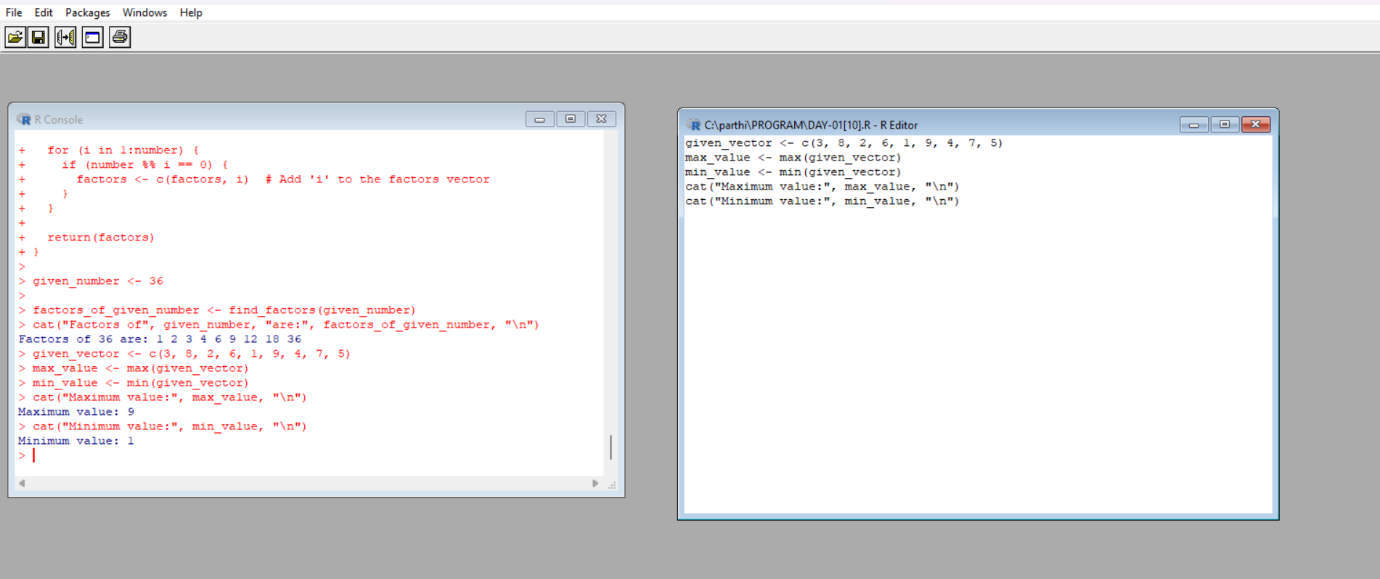 File Edit Packages Windows Help
R Console
+   for (i in 1:number) {
+     if (number %% i == 0) {
+       factors <- c(factors, i)  # Add 'i' to the factors vector
+     }
+   }
+
+   return(factors)
+ }
>
> given_number <- 36
>
> factors_of_given_number <- find_factors(given_number)
> cat("Factors of", given_number, "are:", factors_of_given_number, "\n")
Factors of 36 are: 1 2 3 4 6 9 12 18 36
> given_vector <- c(3, 8, 2, 6, 1, 9, 4, 7, 5)
> max_value <- max(given_vector)
> min_value <- min(given_vector)
> cat("Maximum value:", max_value, "\n")
Maximum value: 9
> cat("Minimum value:", min_value, "\n")
Minimum value: 1
>
C:\parthi\PROGRAM\DAY-01[10].R - R Editor
given_vector <- c(3, 8, 2, 6, 1, 9, 4, 7, 5)
max_value <- max(given_vector)
min_value <- min(given_vector)
cat("Maximum value:", max_value, "\n")
cat("Minimum value:", min_value, "\n")